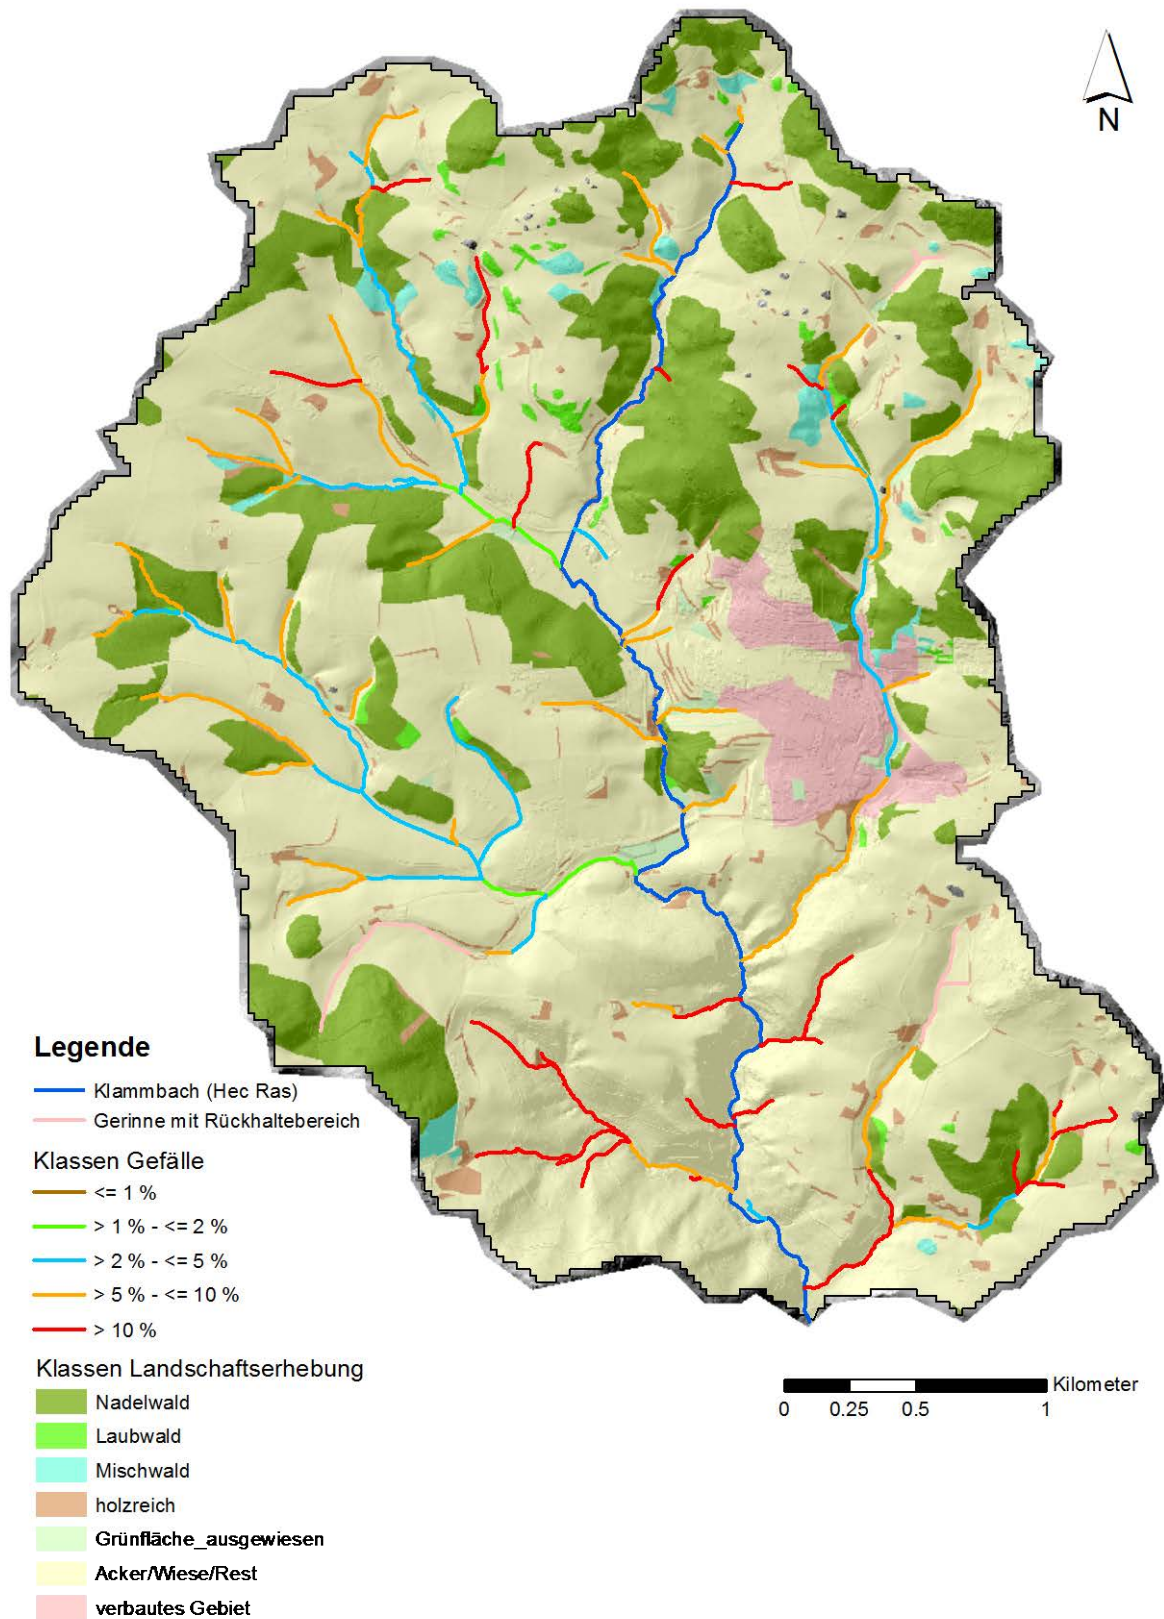 N
Legende
Klammbach (Hec Ras)
Gerinne mit Rückhaltebereich
Klassen Gefälle
<= 1 %
> 1 % - <= 2 %
> 2 % - <= 5 %
> 5 % - <= 10 %
> 10 %
Klassen Landschaftserhebung
Nadelwald
Laubwald
Mischwald
holzreich
Grünfläche_ausgewiesen
Acker/Wiese/Rest
verbautes Gebiet
Kilometer
0 0.25 0.5 1